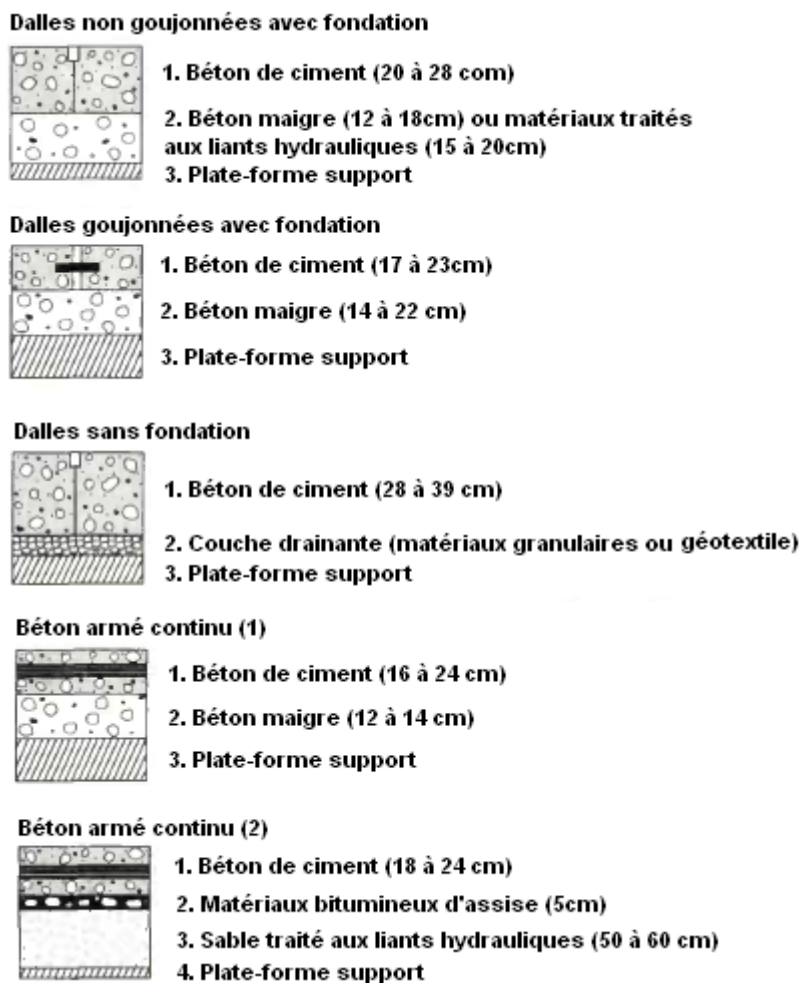 Dalles non goujonnées avec fondation
1. Béton de ciment (20 à 28 com)
2. Béton maigre (12 à 18cm) ou matériaux traités
aux liants hydrauliques (15 à 20cm)
3. Plate-forme support
Dalles goujonnées avec fondation
1. Béton de ciment (17 à 23cm)
2. Béton maigre (14 à 22 cm)
3. Plate-forme support
Dalles sans fondation
1. Béton de ciment (28 à 39 cm)
2. Couche drainante (matériaux granulaires ou géotextile)
3. Plate-forme support
Béton armé continu (1)
1. Béton de ciment (16 à 24 cm)
2. Béton maigre (12 à 14 cm)
3. Plate-forme support
Béton armé continu (2)
1. Béton de ciment (18 à 24 cm)
2. Matériaux bitumineux d'assise (5cm)
3. Sable traité aux liants hydrauliques (50 à 60 cm)
4. Plate-forme support